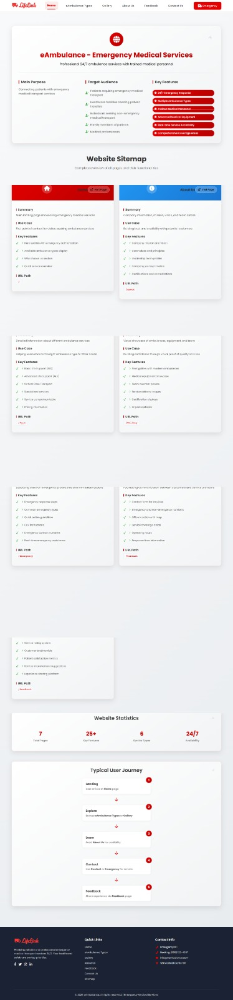 LifeLink
Home
eAmbulance Types
Gallery
About Us
Feedback
Contact Us
Emergency
eAmbulance - Emergency Medical Services
Professional 24/7 ambulance services with trained medical personnel
Main Purpose
Connecting patients with emergency
medical transport services
Target Audience
Patients requiring emergency medical
transport
Healthcare facilities needing patient
transfers
Individuals seeking non-emergency
medical transport
Family members of patients
Medical professionals
Key Features
24/7 Emergency Response
Multiple Ambulance Types
Trained Medical Personnel
Advanced Medical Equipment
Real-time Service Availability
Comprehensive Coverage Areas
Website Sitemap
Complete overview of all pages and their functionalities
Home
Visit Page
Summary
Main landing page showcasing emergency medical services
Use Case
First point of contact for visitors seeking ambulance services
Key Features
> Hero section with emergency call-to-action
> Available ambulance types display
> Why choose us section
> Quick service overview
URL Path
/
About Us
Visit Page
Summary
Company information, mission, vision, and team details
Use Case
Building trust and credibility with potential customers
Key Features
> Company mission and vision
> Core values and principles
> Leadership team profiles
> Company journey timeline
> Certifications and accreditations
URL Path
/about
Detailed information about different ambulance services
Use Case
Helping users choose the right ambulance type for their needs
Key Features
> Basic Life Support (BLS)
> Advanced Life Support (ALS)
> Critical Care Transport
> Specialized services
> Service comparison table
> Pricing information
URL Path
Visual showcase of ambulances, equipment, and team
Use Case
Building confidence through visual proof of quality services
Key Features
> Fleet gallery with modern ambulances
> Medical equipment showcase
> Team member photos
> Service delivery images
> Certification displays
> Impact statistics
URL Path
Educating users on emergency procedures and immediate actions
Key Features
> Emergency response steps
> Common emergency types
> Quick action guidelines
> CPR instructions
> Emergency contact numbers
> Real-time emergency assistance
URL Path
/Emergency
Facilitating communication between customers and service providers
Key Features
> Contact form for inquiries
> Emergency and non-emergency numbers
> Office location with map
> Service coverage areas
> Operating hours
> Response time information
URL Path
> Service rating system
> Customer testimonials
> Patient satisfaction metrics
> Service improvement suggestions
> Experience sharing platform
URL Path
/Feedback
Website Statistics
7
Total Pages
25+
Key Features
6
Service Types
24/7
Availability
Typical User Journey
1
Landing
User arrives at Home page
2
Explore
Browse eAmbulance Types or Gallery
3
Learn
Read About Us for credibility
4
Contact
Use Contact or Emergency for service
5
Feedback
Share experience via Feedback page
LifeLink
Providing reliable and professional emergency
medical transport services 24/7. Your health and
safety are our top priorities.
Quick Links
Home
eAmbulance Types
Gallery
About Us
Feedback
Contact Us
Sitemap
Contact Info
Emergency:
info@eambulance.com
123 Medical Center Dr
© 2024 eAmbulance. All rights reserved. | Emergency Medical Services